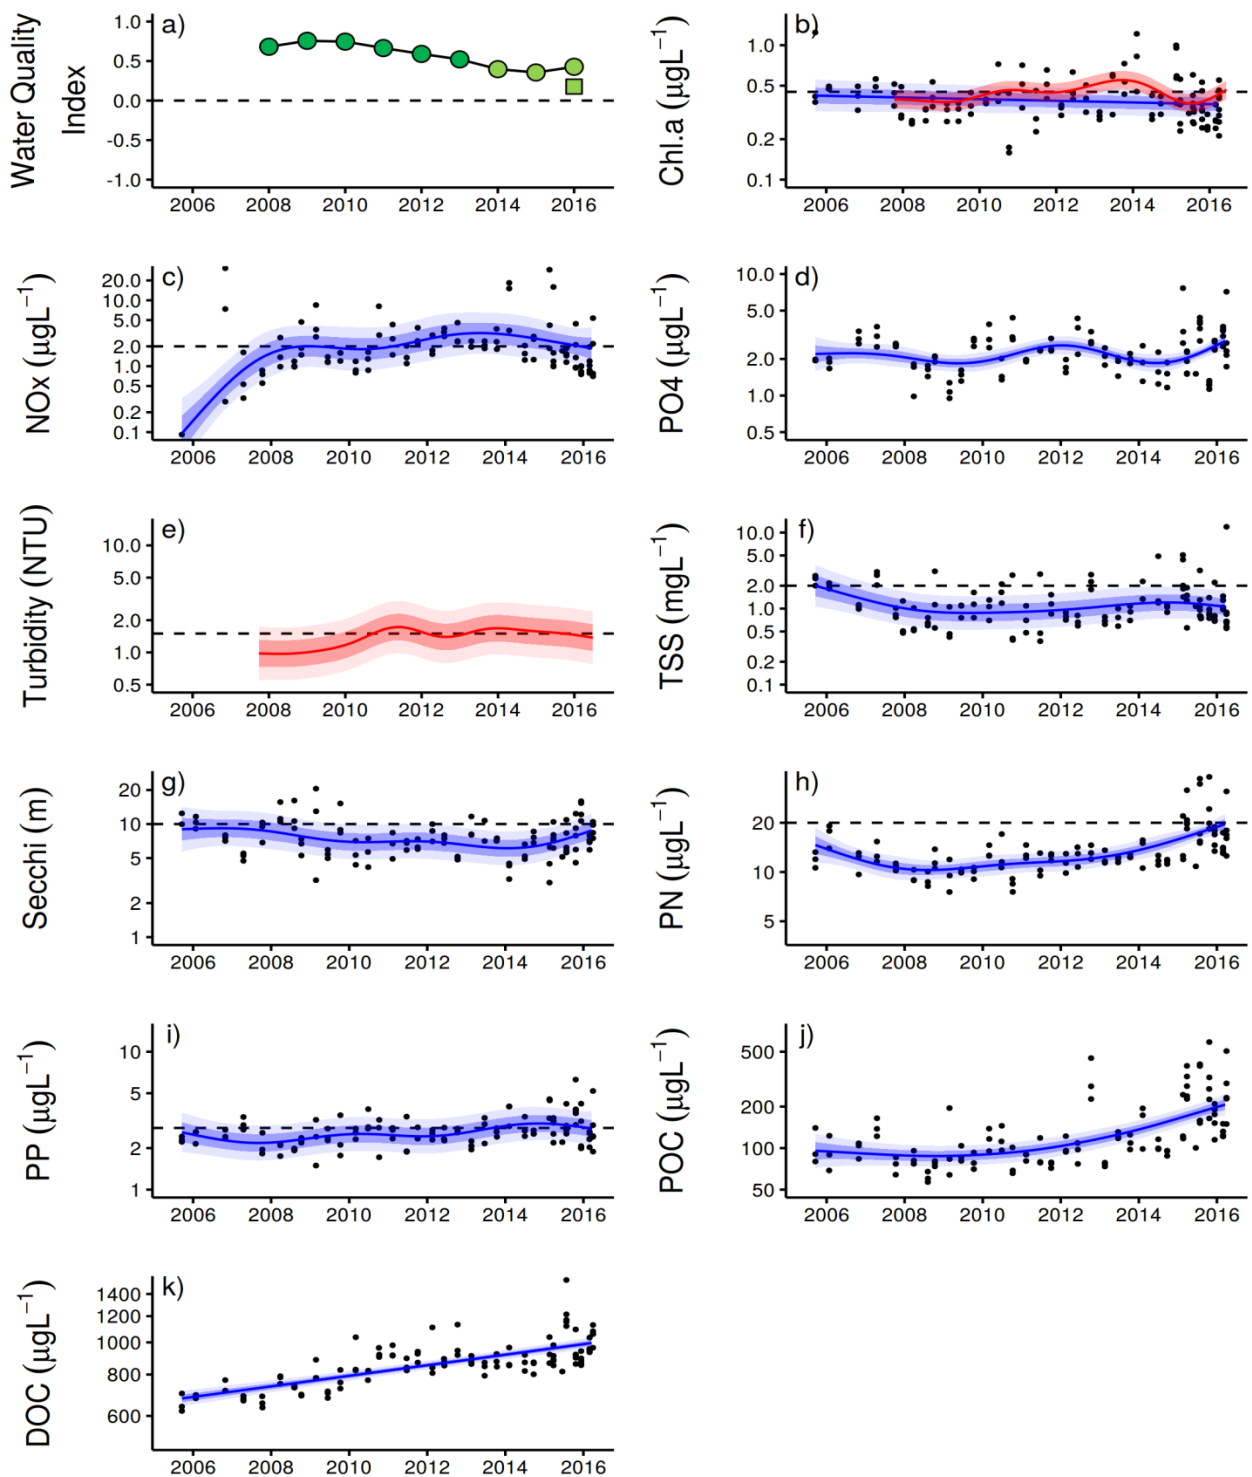 a)
Water Quality
Index
1.0
0.5
0.0
-0.5
-1.0
2006 2008 2010 2012 2014 2016
b)
Chl.a (µgL⁻¹)
1.0
0.5
0.2
0.1
2006 2008 2010 2012 2014 2016
c)
NOx (µgL⁻¹)
20.0
10.0
5.0
2.0
1.0
0.5
0.2
0.1
2006 2008 2010 2012 2014 2016
d)
PO4 (µgL⁻¹)
10.0
5.0
2.0
1.0
0.5
2006 2008 2010 2012 2014 2016
e)
Turbidity (NTU)
10.0
5.0
2.0
1.0
0.5
2006 2008 2010 2012 2014 2016
f)
TSS (mgL⁻¹)
10.0
5.0
2.0
1.0
0.5
0.2
0.1
2006 2008 2010 2012 2014 2016
g)
Secchi (m)
20
10
5
2
1
2006 2008 2010 2012 2014 2016
h)
PN (µgL⁻¹)
20
10
5
2006 2008 2010 2012 2014 2016
i)
PP (µgL⁻¹)
10
5
2
1
2006 2008 2010 2012 2014 2016
j)
POC (µgL⁻¹)
500
200
100
50
2006 2008 2010 2012 2014 2016
k)
DOC (µgL⁻¹)
1400
1200
1000
800
600
2006 2008 2010 2012 2014 2016